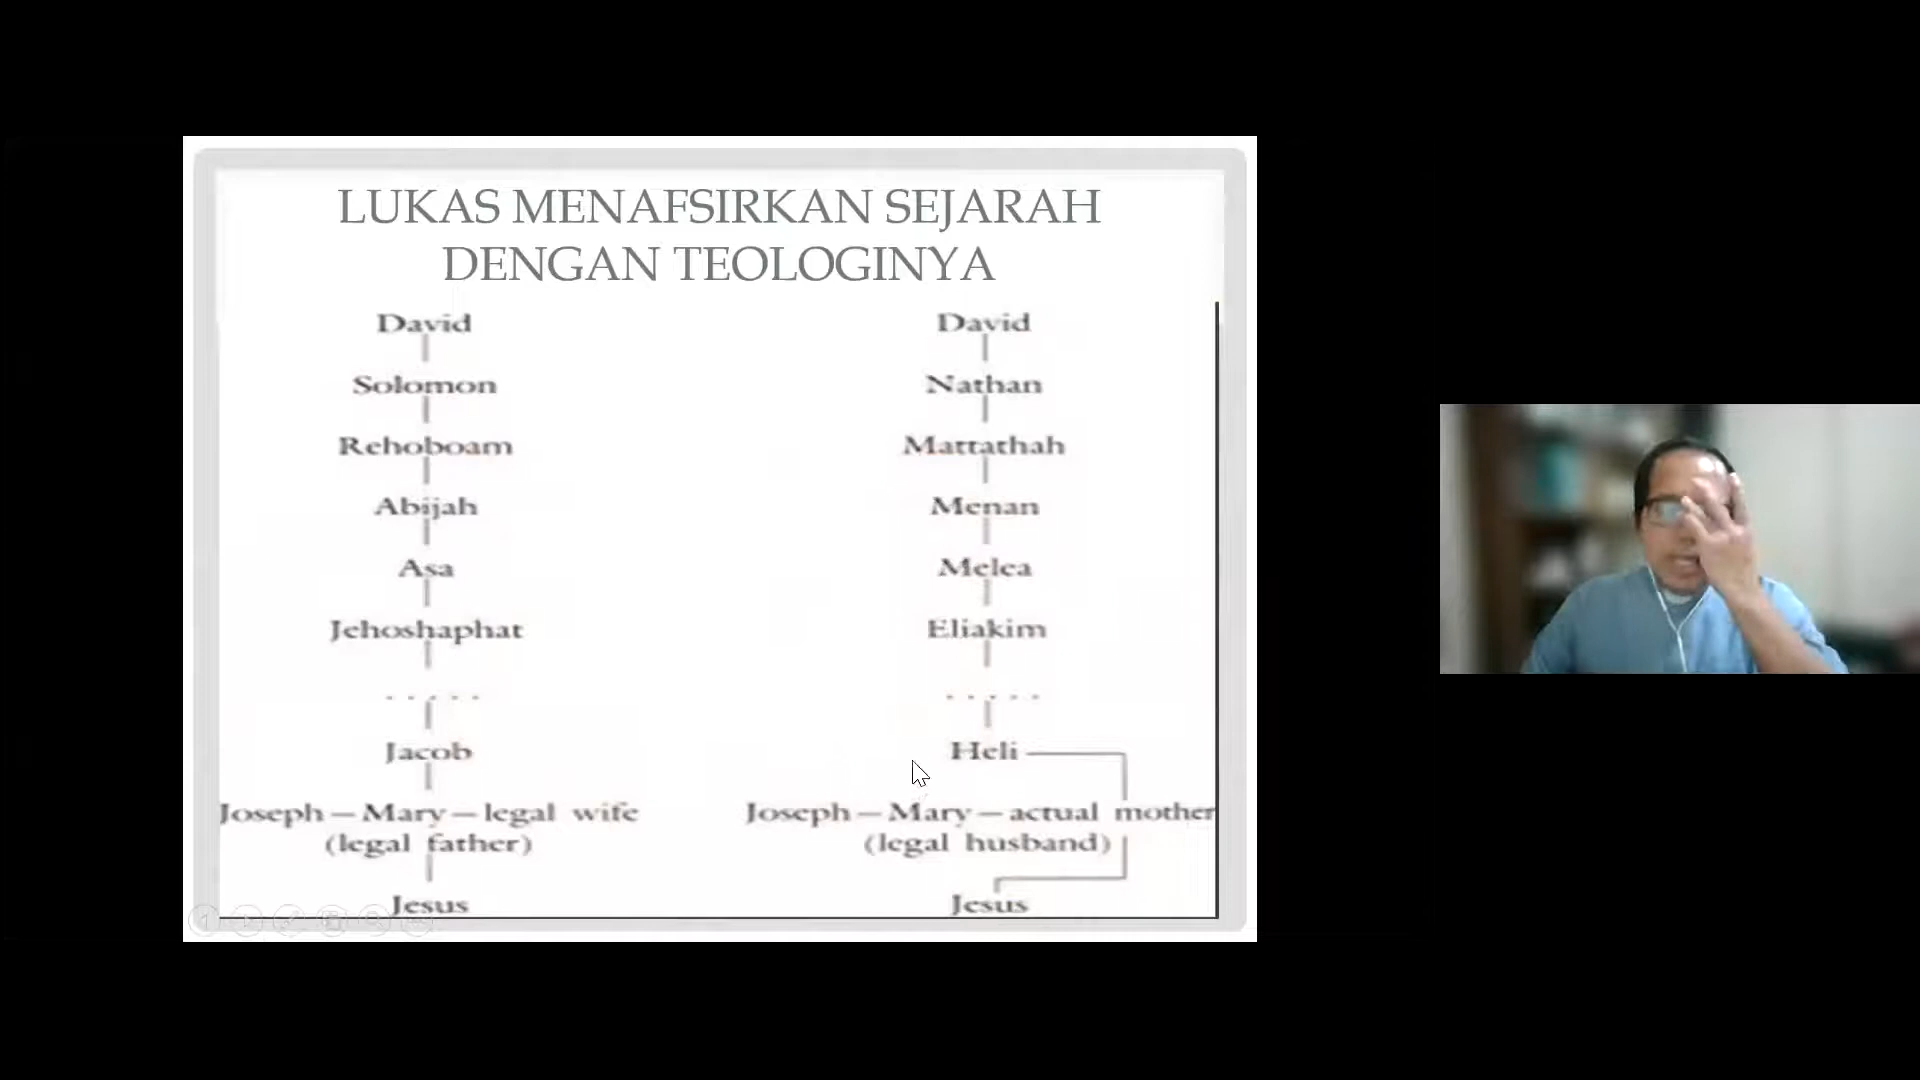 LUKAS MENAFSIRKAN SEJARAH
DENGAN TEOLOGINYA
David
Solomon
Rehoboam
Abijah
Asa
Jehoshaphat
. . . . .
Jacob
Joseph — Mary — legal wife
(legal father)
Jesus
David
Nathan
Mattathah
Menan
Melea
Eliakim
. . . . .
Heli
Joseph — Mary — actual mother
(legal husband)
Jesus